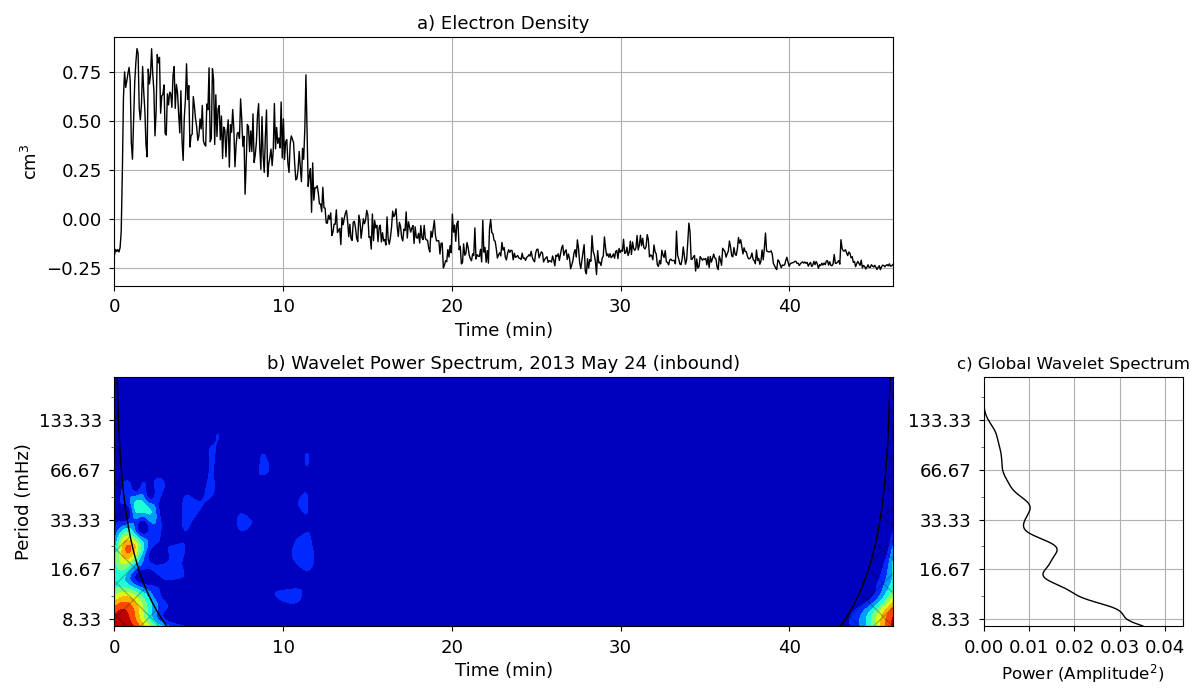 a) Electron Density
cm³
0.75
0.50
0.25
0.00
−0.25
0 10 20 30 40
Time (min)
b) Wavelet Power Spectrum, 2013 May 24 (inbound)
Period (mHz)
133.33
66.67
33.33
16.67
8.33
0 10 20 30 40
Time (min)
c) Global Wavelet Spectrum
133.33
66.67
33.33
16.67
8.33
0.00 0.01 0.02 0.03 0.04
Power (Amplitude²)